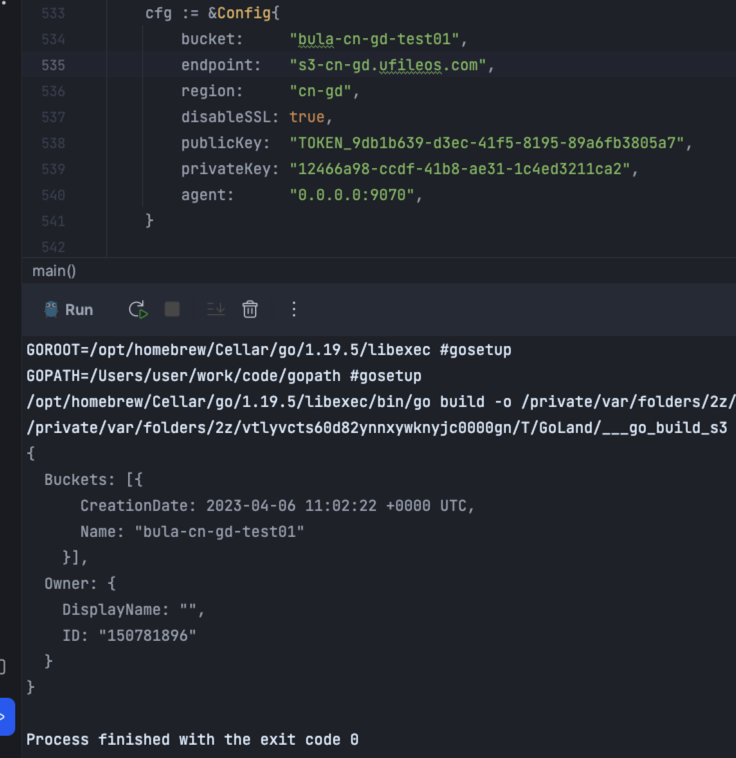 533 cfg := &Config{
534 bucket: "bula-cn-gd-test01",
535 endpoint: "s3-cn-gd.ufileos.com",
536 region: "cn-gd",
537 disableSSL: true,
538 publicKey: "TOKEN_9db1b639-d3ec-41f5-8195-89a6fb3805a7",
539 privateKey: "12466a98-ccdf-41b8-ae31-1c4ed3211ca2",
540 agent: "0.0.0.0:9070",
541 }
542
main()
Run
GOROOT=/opt/homebrew/Cellar/go/1.19.5/libexec #gosetup
GOPATH=/Users/user/work/code/gopath #gosetup
/opt/homebrew/Cellar/go/1.19.5/libexec/bin/go build -o /private/var/folders/2z/
/private/var/folders/2z/vtlyvcts60d82ynnxywknyjc0000gn/T/GoLand/___go_build_s3
{
Buckets: [{
CreationDate: 2023-04-06 11:02:22 +0000 UTC,
Name: "bula-cn-gd-test01"
}],
Owner: {
DisplayName: "",
ID: "150781896"
}
}
Process finished with the exit code 0